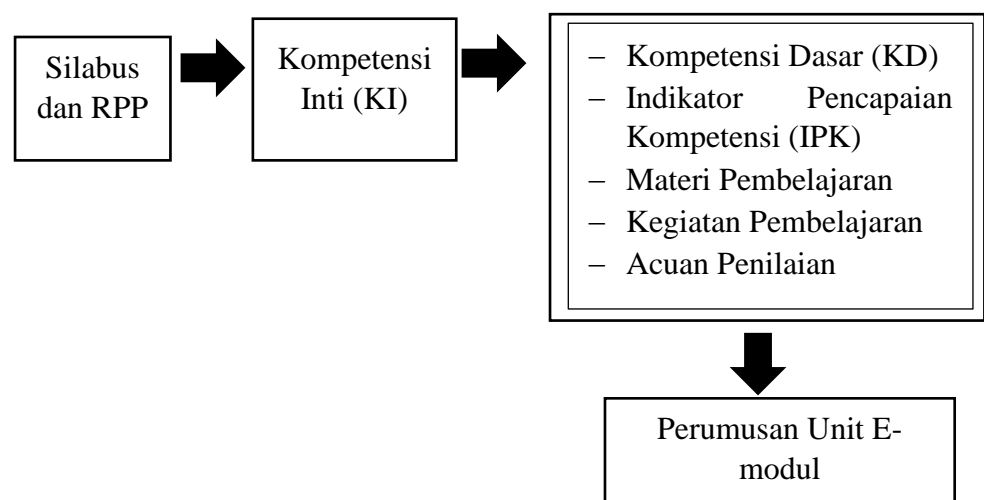 Silabus
dan RPP
Kompetensi
Inti (KI)
– Kompetensi Dasar (KD)
– Indikator Pencapaian
Kompetensi (IPK)
– Materi Pembelajaran
– Kegiatan Pembelajaran
– Acuan Penilaian
Perumusan Unit E-
modul